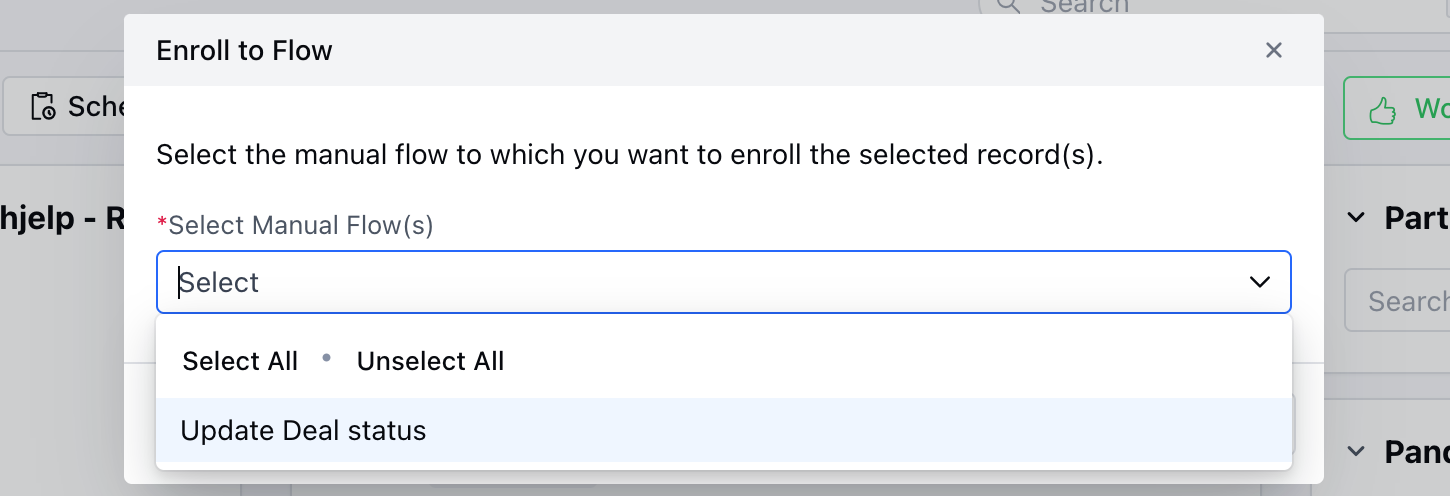 Search
Enroll to Flow
Sche
Wo
Select the manual flow to which you want to enroll the selected record(s).
hjelp - R
*Select Manual Flow(s)
Part
Select
Search
Select All • Unselect All
Update Deal status
Pand